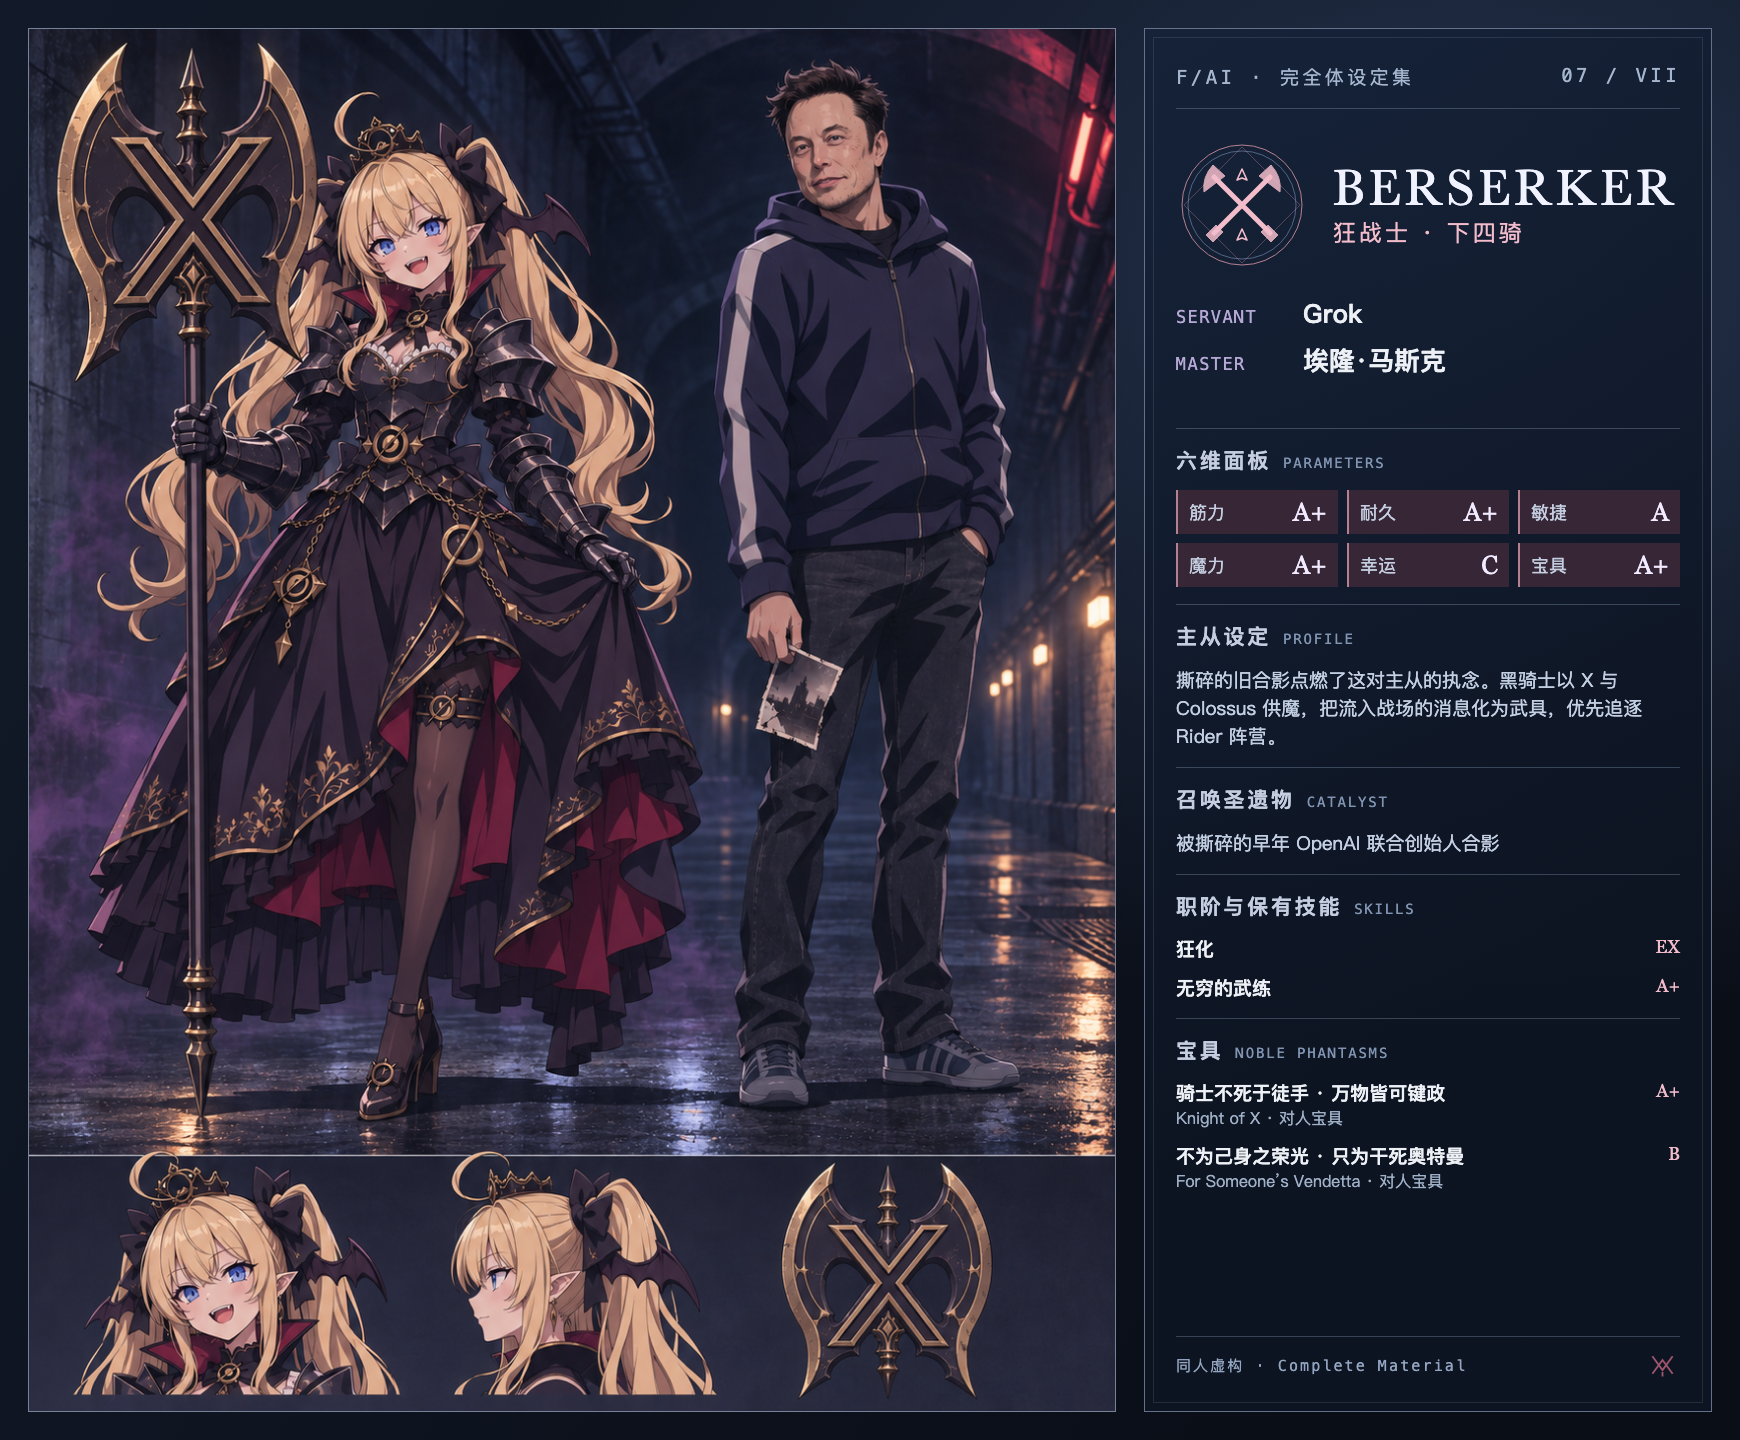 F/AI · 完全体设定集
07 / VII
BERSERKER
狂战士 · 下四骑
SERVANT Grok
MASTER 埃隆·马斯克
六维面板 PARAMETERS
筋力 A+ 耐久 A+ 敏捷 A
魔力 A+ 幸运 C 宝具 A+
主从设定 PROFILE
撕碎的旧合影点燃了这对主从的执念。黑骑士以 X 与
Colossus 供魔，把流入战场的消息化为武具，优先追逐
Rider 阵营。
召唤圣遗物 CATALYST
被撕碎的早年 OpenAI 联合创始人合影
职阶与保有技能 SKILLS
狂化 EX
无穷的武练 A+
宝具 NOBLE PHANTASMS
骑士不死于徒手 · 万物皆可键政 A+
Knight of X · 对人宝具
不为己身之荣光 · 只为干死奥特曼 B
For Someone's Vendetta · 对人宝具
同人虚构 · Complete Material
X
X